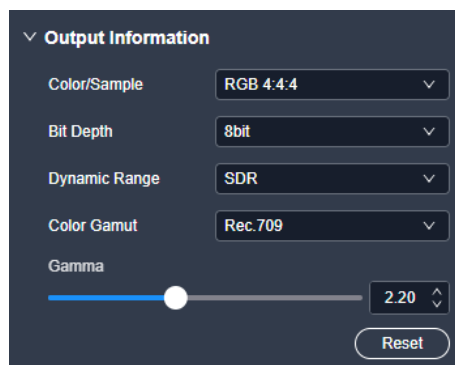 Output Information
Color/Sample RGB 4:4:4
Bit Depth 8bit
Dynamic Range SDR
Color Gamut Rec.709
Gamma
2.20
Reset